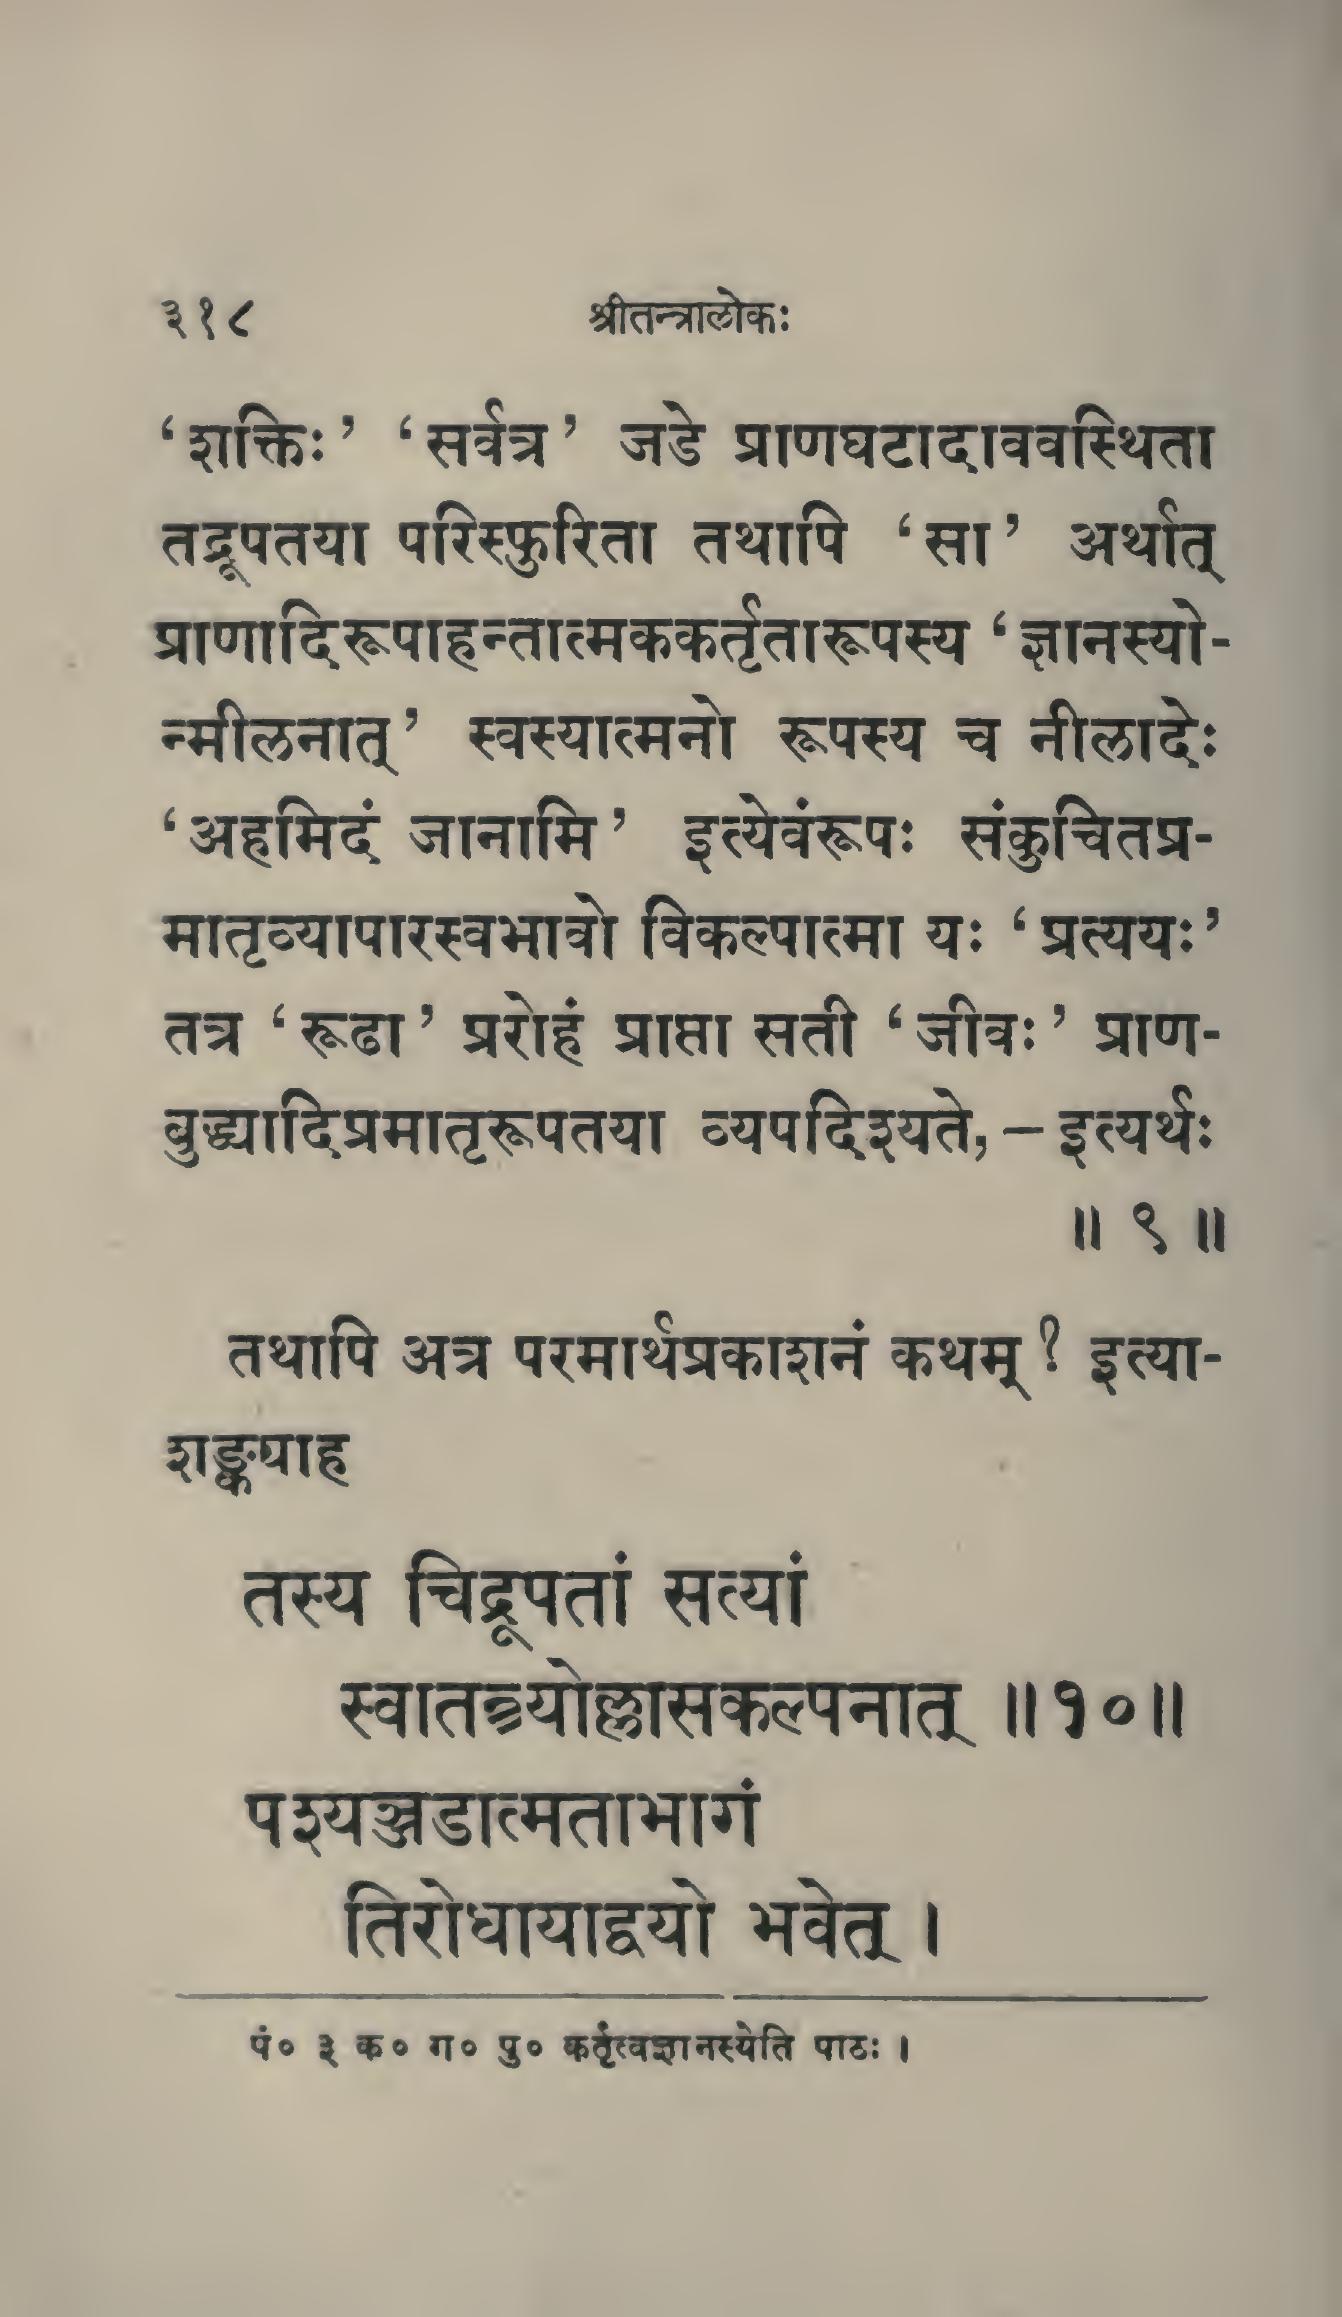 ३१८ श्रीतन्त्रालोकः
‘शक्तिः’ ‘सर्वत्र’ जडे प्राणघटादाववस्थिता
तद्रूपतया परिस्फुरिता तथापि ‘सा’ अर्थात्
प्राणादिरूपाहन्तात्मककर्तृतारूपस्य ‘ज्ञानस्यो-
न्मीलनात्’ स्वस्यात्मनो रूपस्य च नीलादेः
‘अहमिदं जानामि’ इत्येवंरूपः संकुचितप्र-
मातृव्यापारस्वभावो विकल्पात्मा यः ‘प्रत्ययः’
तत्र ‘रूढा’ प्ररोहं प्राप्ता सती ‘जीवः’ प्राण-
बुद्ध्यादिप्रमातृरूपतया व्यपदिश्यते,—इत्यर्थः
॥ ९ ॥
तथापि अत्र परमार्थप्रकाशनं कथम् ? इत्या-
शङ्क्याह
तस्य चिद्रूपतां सत्यां
स्वातन्त्र्योल्लासकल्पनात् ॥१०॥
पश्यञ्जडात्मताभागं
तिरोधायाद्वयो भवेत् ।
पं० ३ क० ग० पु० कर्तृत्वज्ञानस्येति पाठः ।